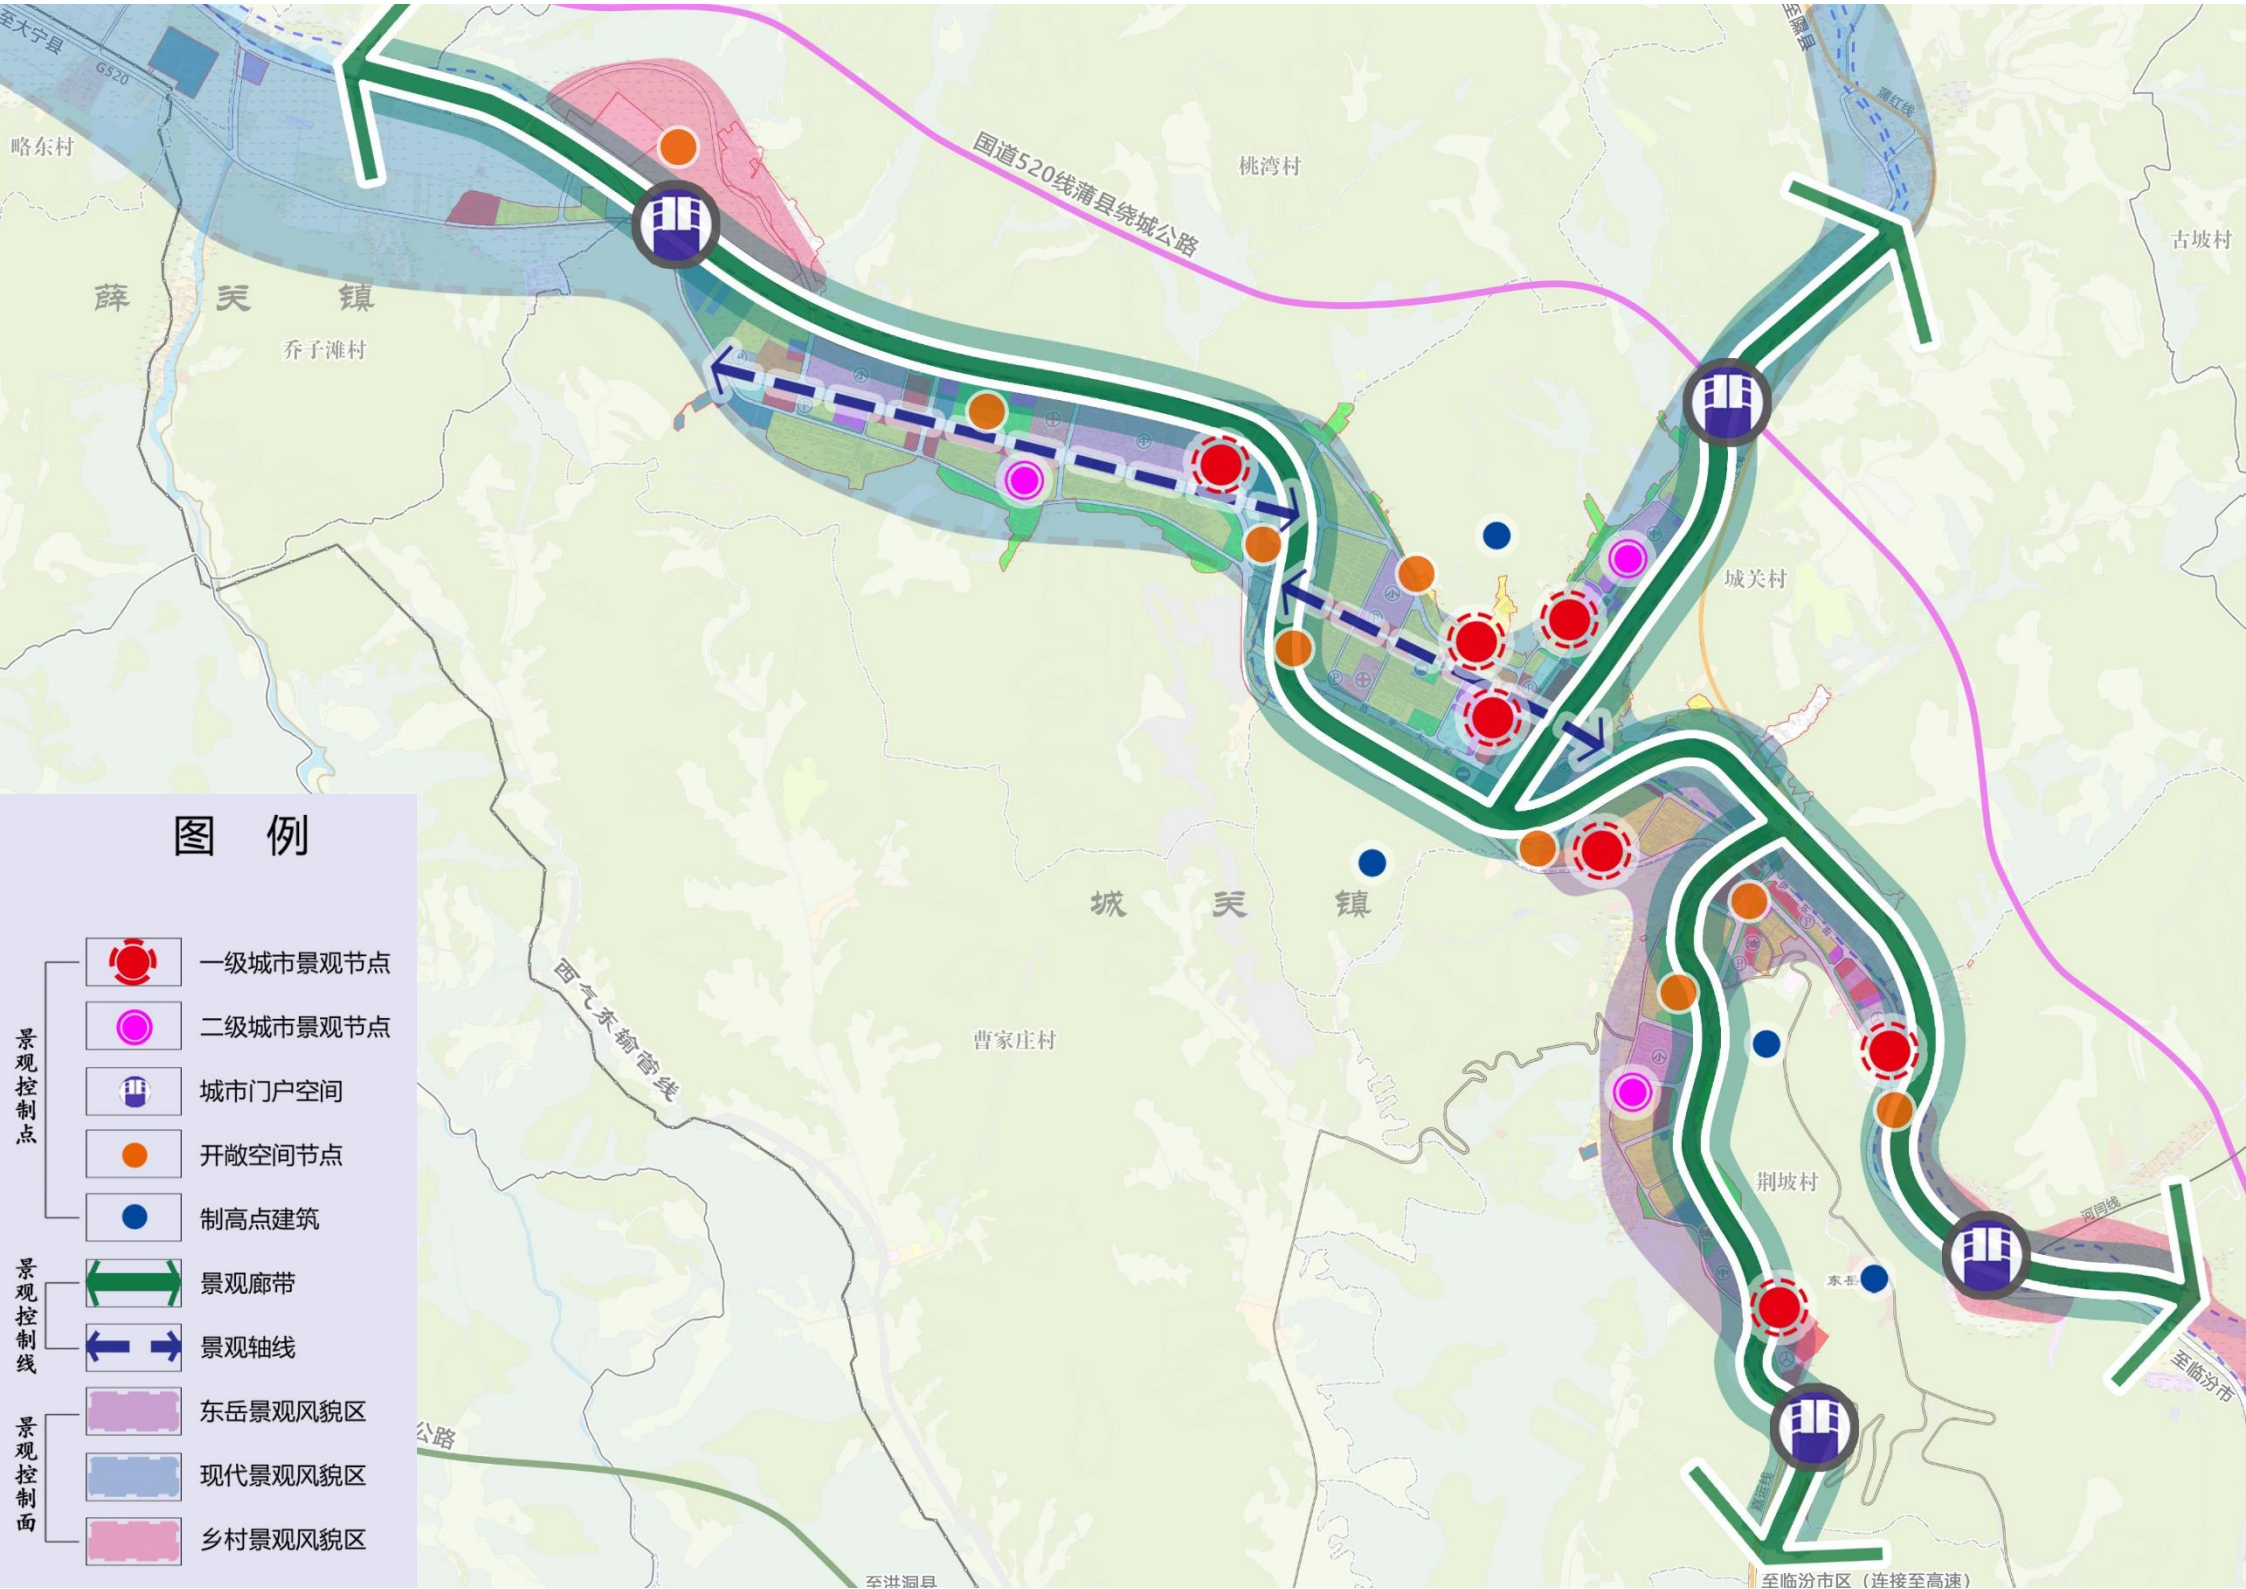 至大宁县
G520
至隰县
蒲红线
略东村
国道520线蒲县绕城公路
桃湾村
古坡村
薛关镇
乔子滩村
城关村
城关镇
西气东输管线
曹家庄村
荆坡村
河闫线
东岳
至临汾市
嘉运线
公路
至洪洞县
至临汾市区（连接至高速）
图 例
景观控制点
一级城市景观节点
二级城市景观节点
城市门户空间
开敞空间节点
制高点建筑
景观控制线
景观廊带
景观轴线
景观控制面
东岳景观风貌区
现代景观风貌区
乡村景观风貌区